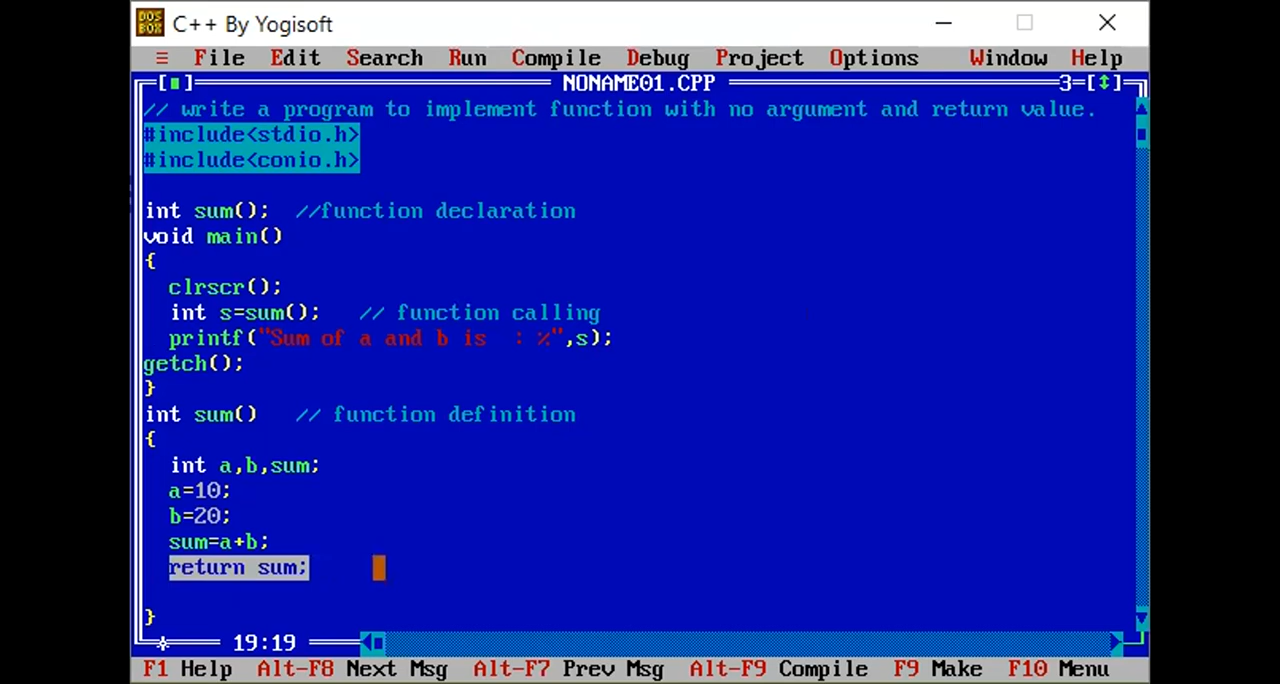 C++ By Yogisoft
≡ File Edit Search Run Compile Debug Project Options Window Help
[■] NONAME01.CPP 3=[↕]
// write a program to implement function with no argument and return value.
#include<stdio.h>
#include<conio.h>
int sum(); //function declaration
void main()
{
clrscr();
int s=sum(); // function calling
printf("Sum of a and b is : %",s);
getch();
}
int sum() // function definition
{
int a,b,sum;
a=10;
b=20;
sum=a+b;
return sum;
}
19:19
F1 Help Alt-F8 Next Msg Alt-F7 Prev Msg Alt-F9 Compile F9 Make F10 Menu